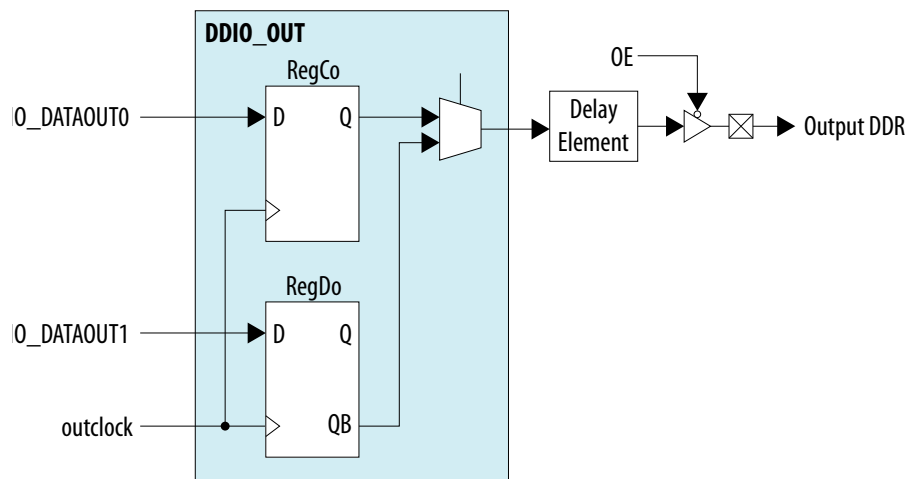 DDIO_OUT
RegCo
OE
IO_DATAOUT0
D
Q
Delay
Element
Output DDR
RegDo
IO_DATAOUT1
D
Q
outclock
QB